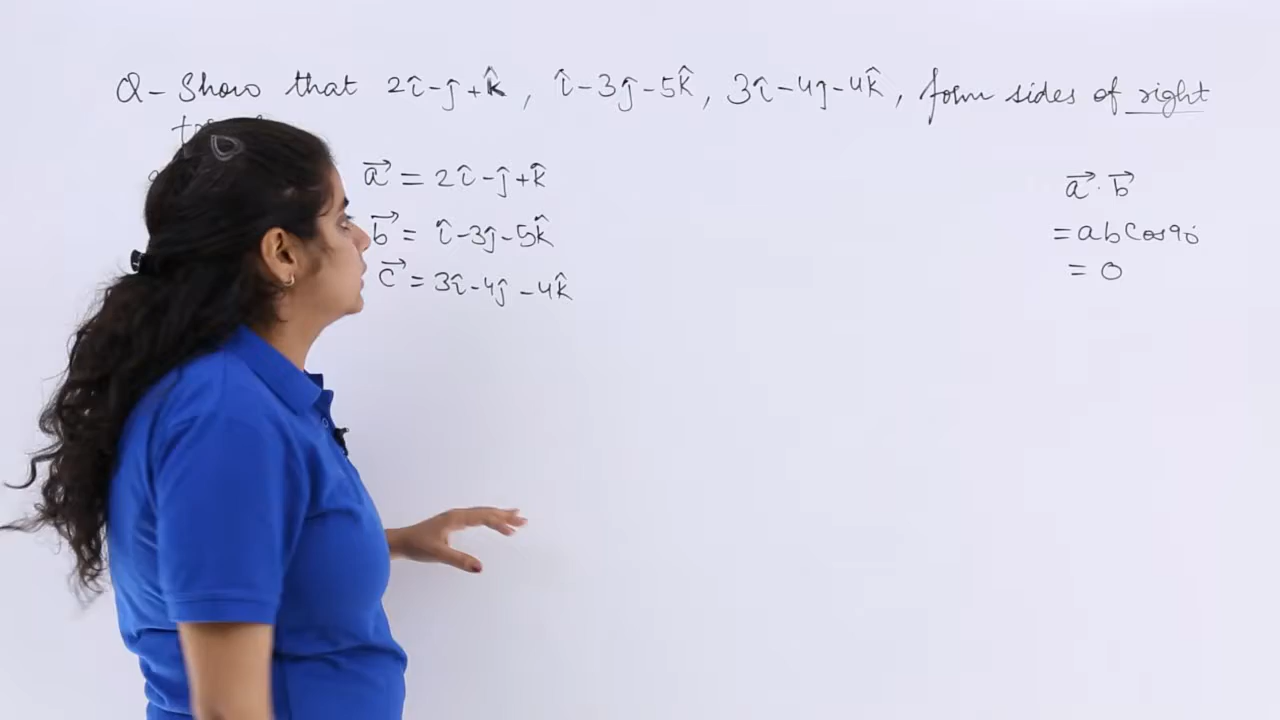 Q- Show that 2î-ĵ+k̂, î-3ĵ-5k̂, 3î-4ĵ-4k̂, form sides of right
a⃗ = 2î-ĵ+k̂
b⃗ = î-3ĵ-5k̂
c⃗ = 3î-4ĵ-4k̂
a⃗.b⃗
=abCos90°
= 0